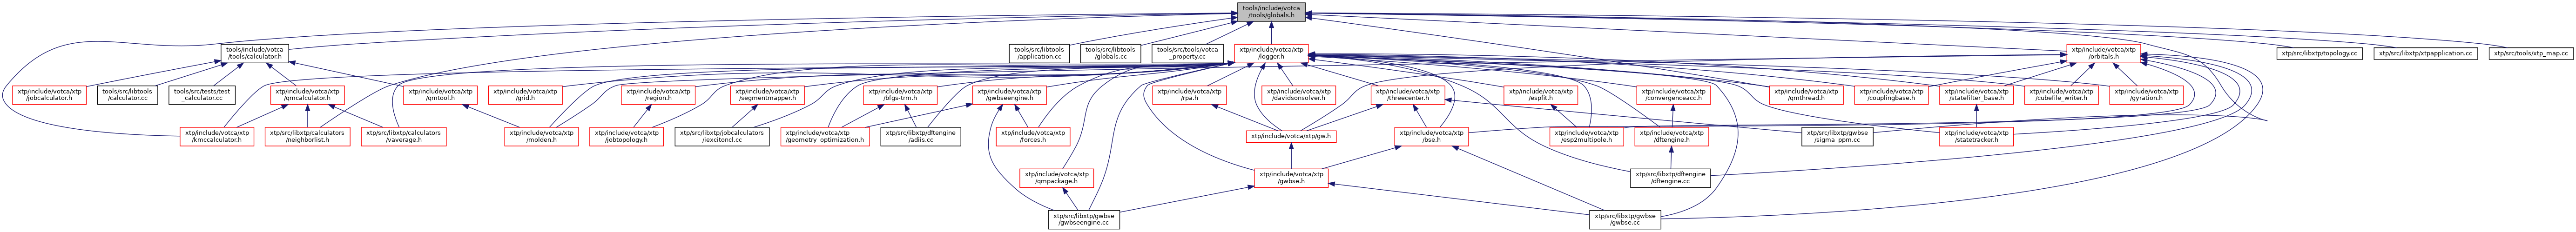 tools/include/votca
/tools/globals.h
tools/include/votca
/tools/calculator.h
tools/src/libtools
/application.cc
tools/src/libtools
/globals.cc
tools/src/tools/votca
_property.cc
xtp/include/votca/xtp
/logger.h
xtp/include/votca/xtp
/orbitals.h
xtp/src/libxtp/topology.cc
xtp/src/libxtp/xtpapplication.cc
xtp/src/tools/xtp_map.cc
xtp/include/votca/xtp
/jobcalculator.h
tools/src/libtools
/calculator.cc
tools/src/tests/test
_calculator.cc
xtp/include/votca/xtp
/qmcalculator.h
xtp/include/votca/xtp
/qmtool.h
xtp/include/votca/xtp
/grid.h
xtp/include/votca/xtp
/region.h
xtp/include/votca/xtp
/segmentmapper.h
xtp/include/votca/xtp
/bfgs-trm.h
xtp/include/votca/xtp
/gwbseengine.h
xtp/include/votca/xtp
/rpa.h
xtp/include/votca/xtp
/davidsonsolver.h
xtp/include/votca/xtp
/threecenter.h
xtp/include/votca/xtp
/espfit.h
xtp/include/votca/xtp
/convergenceacc.h
xtp/include/votca/xtp
/qmthread.h
xtp/include/votca/xtp
/couplingbase.h
xtp/include/votca/xtp
/statefilter_base.h
xtp/include/votca/xtp
/cubefile_writer.h
xtp/include/votca/xtp
/gyration.h
xtp/include/votca/xtp
/kmccalculator.h
xtp/src/libxtp/calculators
/neighborlist.h
xtp/src/libxtp/calculators
/vaverage.h
xtp/include/votca/xtp
/molden.h
xtp/include/votca/xtp
/jobtopology.h
xtp/src/libxtp/jobcalculators
/iexcitoncl.cc
xtp/include/votca/xtp
/geometry_optimization.h
xtp/src/libxtp/dftengine
/adiis.cc
xtp/include/votca/xtp
/forces.h
xtp/include/votca/xtp/gw.h
xtp/include/votca/xtp
/bse.h
xtp/include/votca/xtp
/esp2multipole.h
xtp/include/votca/xtp
/dftengine.h
xtp/src/libxtp/gwbse
/sigma_ppm.cc
xtp/include/votca/xtp
/statetracker.h
xtp/include/votca/xtp
/qmpackage.h
xtp/include/votca/xtp
/gwbse.h
xtp/src/libxtp/dftengine
/dftengine.cc
xtp/src/libxtp/gwbse
/gwbseengine.cc
xtp/src/libxtp/gwbse
/gwbse.cc